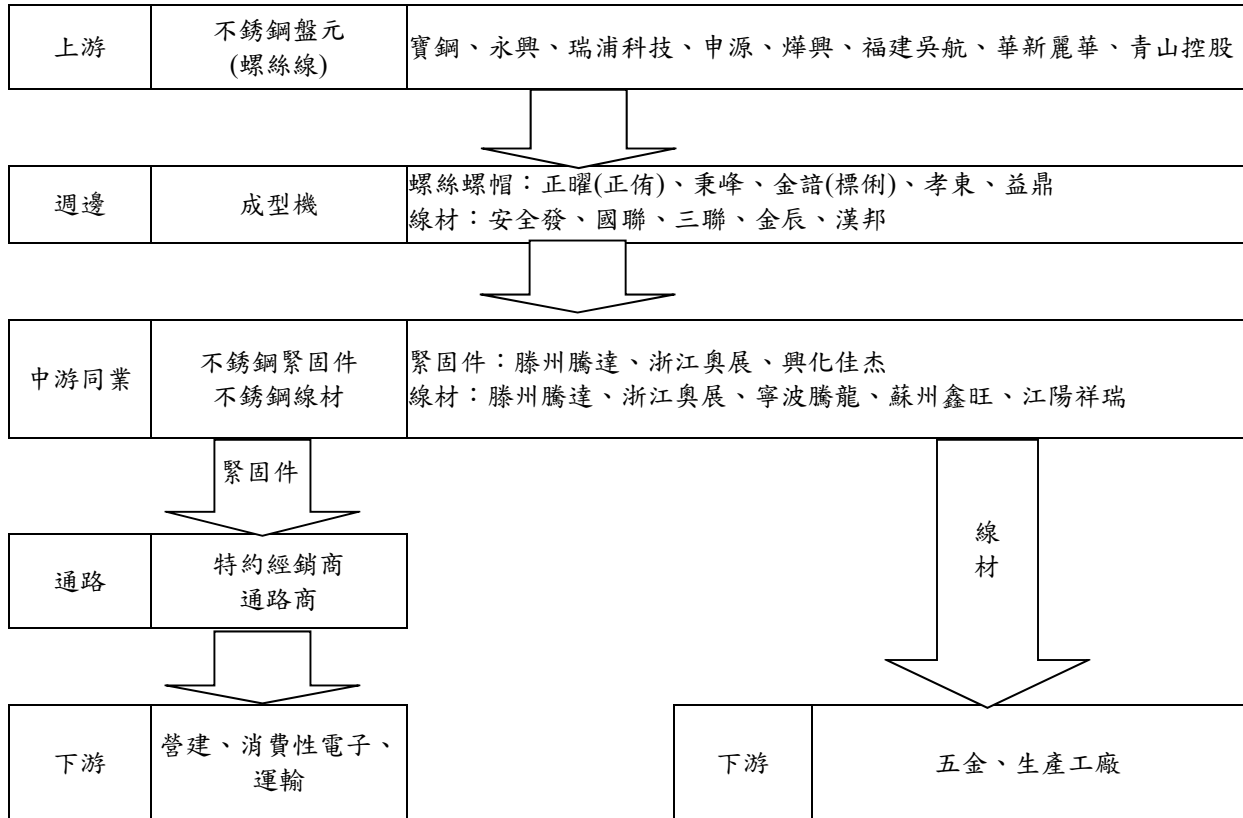 上游
不銹鋼盤元
(螺絲線)
寶鋼、永興、瑞浦科技、申源、燁興、福建吳航、華新麗華、青山控股
週邊
成型機
螺絲螺帽：正曜(正侑)、秉峰、金諳(標俐)、孝東、益鼎
線材：安全發、國聯、三聯、金辰、漢邦
中游同業
不銹鋼緊固件
不銹鋼線材
緊固件：滕州騰達、浙江奧展、興化佳杰
線材：滕州騰達、浙江奧展、寧波騰龍、蘇州鑫旺、江陽祥瑞
緊固件
線
材
通路
特約經銷商
通路商
下游
營建、消費性電子、
運輸
下游
五金、生產工廠